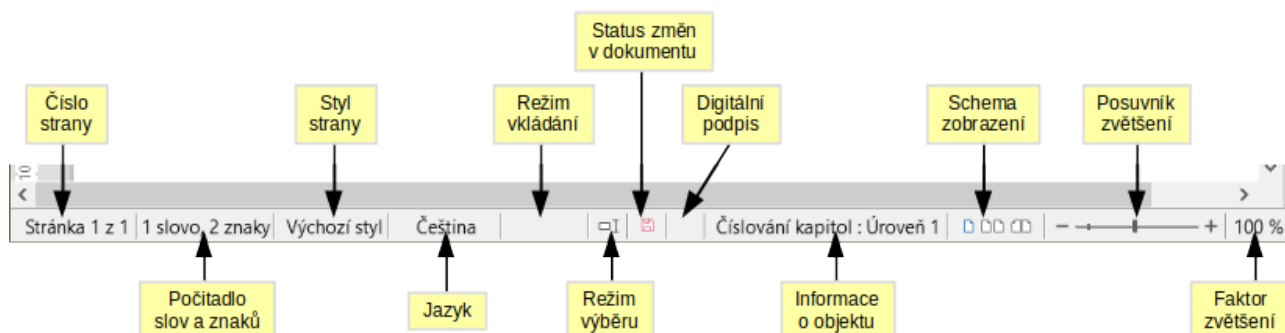 Status změn
v dokumentu
Číslo
strany
Styl
strany
Režim
vkládání
Digitální
podpis
Schema
zobrazení
Posuvník
zvětšení
10
Stránka 1 z 1
1 slovo, 2 znaky
Výchozí styl
Čeština
Číslování kapitol : Úroveň 1
100 %
Počitadlo
slov a znaků
Jazyk
Režim
výběru
Informace
o objektu
Faktor
zvětšení